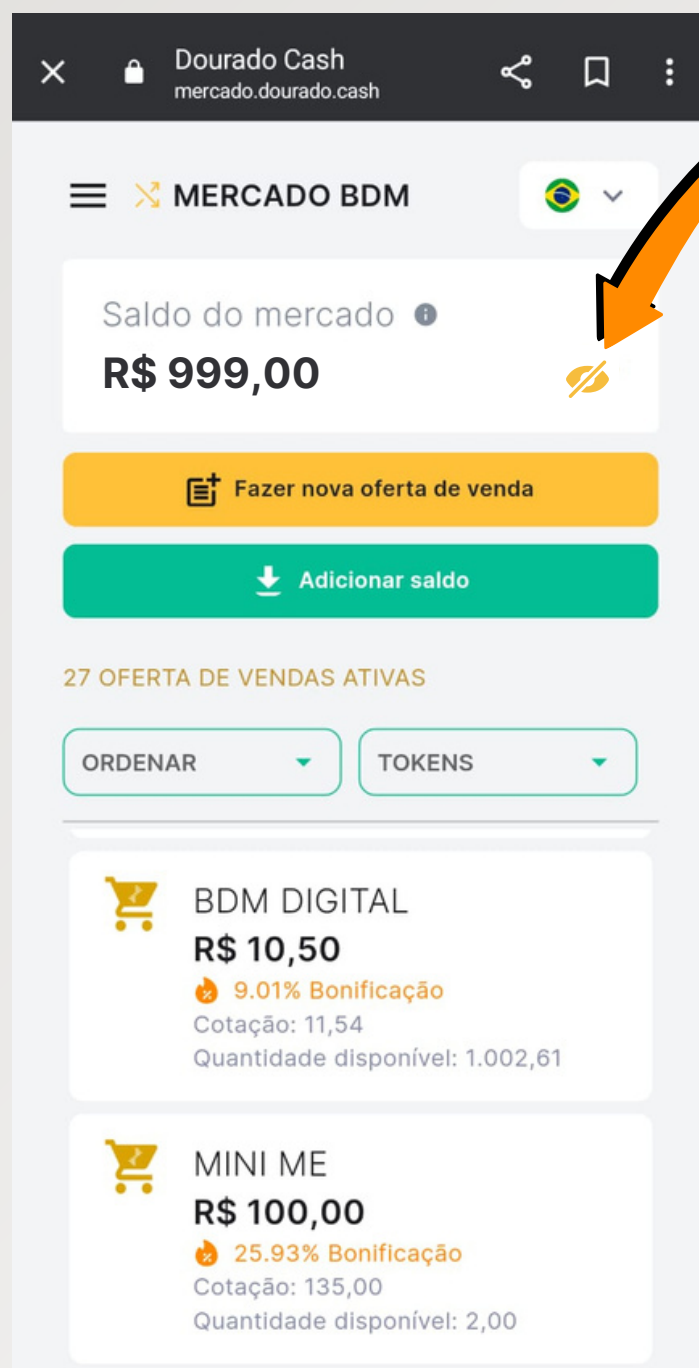 Dourado Cash
mercado.dourado.cash
MERCADO BDM
Saldo do mercado
R$ 999,00
Fazer nova oferta de venda
Adicionar saldo
27 OFERTA DE VENDAS ATIVAS
ORDENAR TOKENS
BDM DIGITAL
R$ 10,50
9.01% Bonificação
Cotação: 11,54
Quantidade disponível: 1.002,61
MINI ME
R$ 100,00
25.93% Bonificação
Cotação: 135,00
Quantidade disponível: 2,00